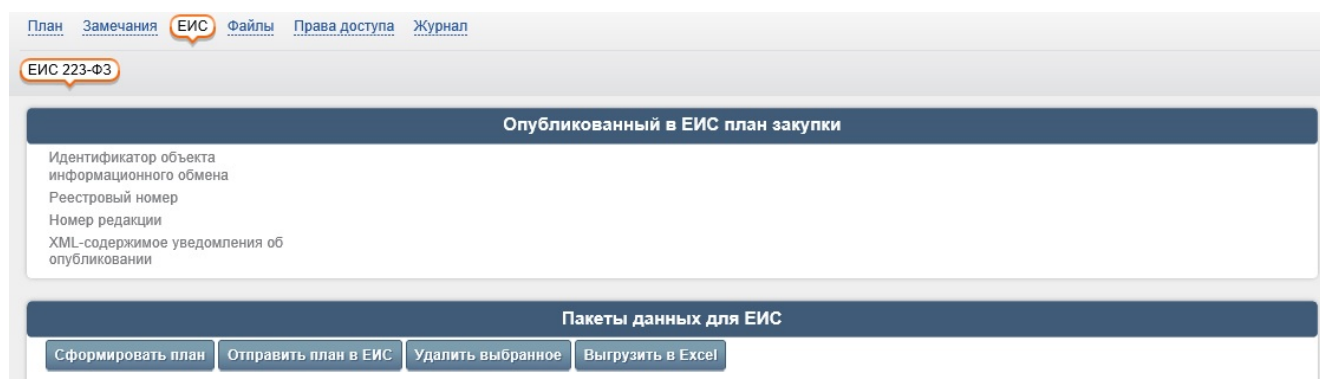 План Замечания ЕИС Файлы Права доступа Журнал
ЕИС 223-ФЗ
Опубликованный в ЕИС план закупки
Идентификатор объекта
информационного обмена
Реестровый номер
Номер редакции
XML-содержимое уведомления об
опубликовании
Пакеты данных для ЕИС
Сформировать план Отправить план в ЕИС Удалить выбранное Выгрузить в Excel